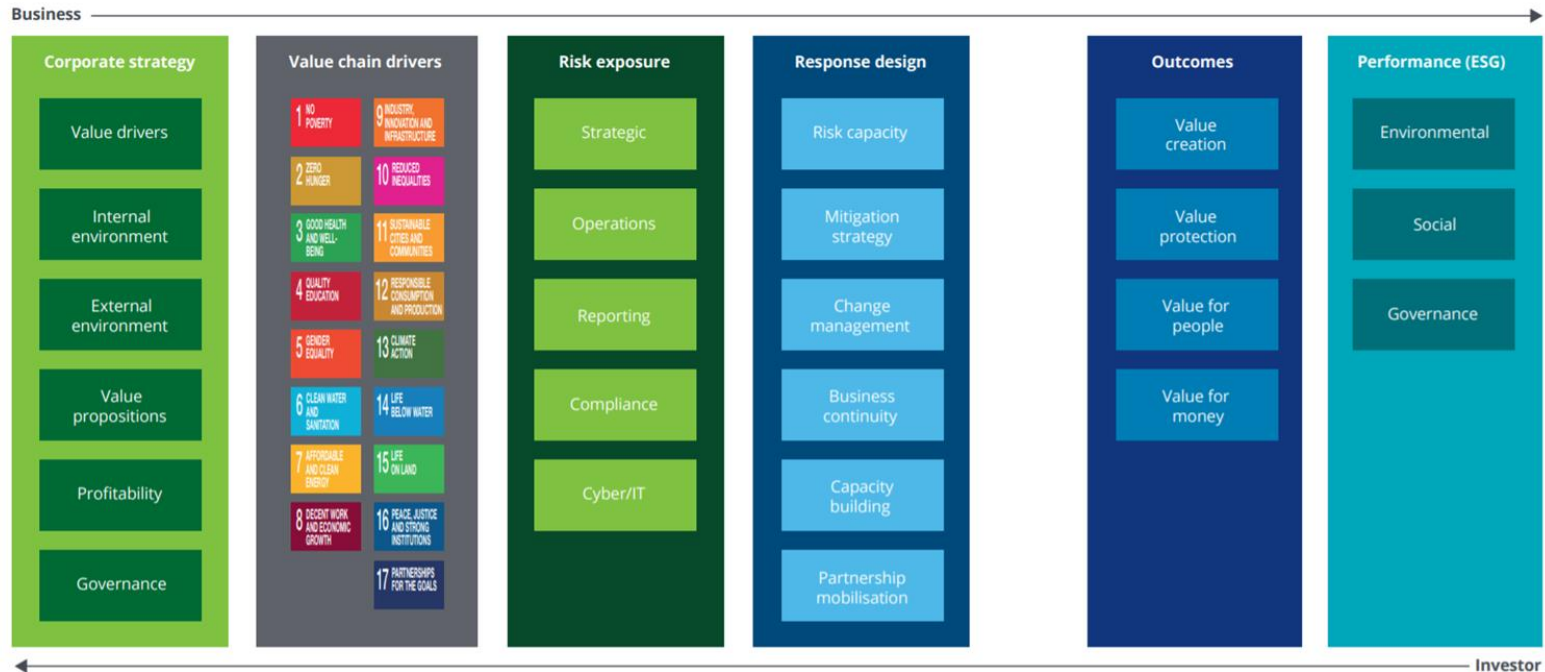 Business
Corporate strategy
Value drivers
Internal
environment
External
environment
Value
propositions
Profitability
Governance
Value chain drivers
1 NO
POVERTY
2 ZERO
HUNGER
3 GOOD HEALTH
AND WELL-
BEING
4 QUALITY
EDUCATION
5 GENDER
EQUALITY
6 CLEAN WATER
AND
SANITATION
7 AFFORDABLE
AND CLEAN
ENERGY
8 DECENT WORK
AND ECONOMIC
GROWTH
9 INDUSTRY,
INNOVATION AND
INFRASTRUCTURE
10 REDUCED
INEQUALITIES
11 SUSTAINABLE
CITIES AND
COMMUNITIES
12 RESPONSIBLE
CONSUMPTION
AND PRODUCTION
13 CLIMATE
ACTION
14 LIFE
BELOW WATER
15 LIFE
ON LAND
16 PEACE, JUSTICE
AND STRONG
INSTITUTIONS
17 PARTNERSHIPS
FOR THE GOALS
Risk exposure
Strategic
Operations
Reporting
Compliance
Cyber/IT
Response design
Risk capacity
Mitigation
strategy
Change
management
Business
continuity
Capacity
building
Partnership
mobilisation
Outcomes
Value
creation
Value
protection
Value for
people
Value for
money
Performance (ESG)
Environmental
Social
Governance
Investor